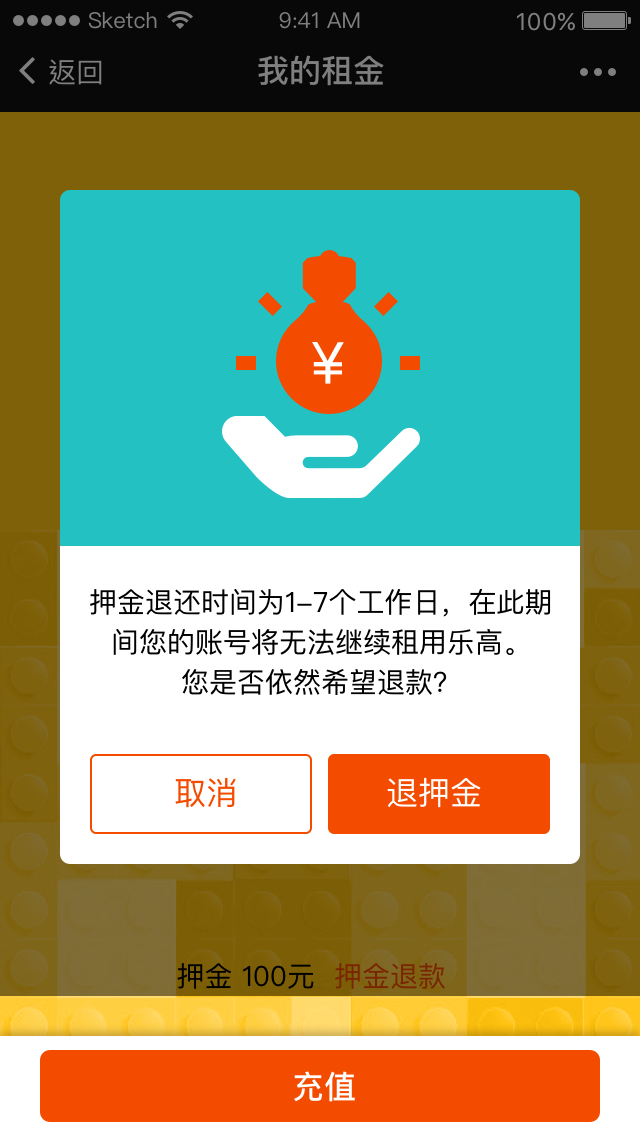 Sketch 9:41 AM 100%
返回 我的租金
¥
押金退还时间为1-7个工作日，在此期
间您的账号将无法继续租用乐高。
您是否依然希望退款？
取消 退押金
押金 100元 押金退款
充值